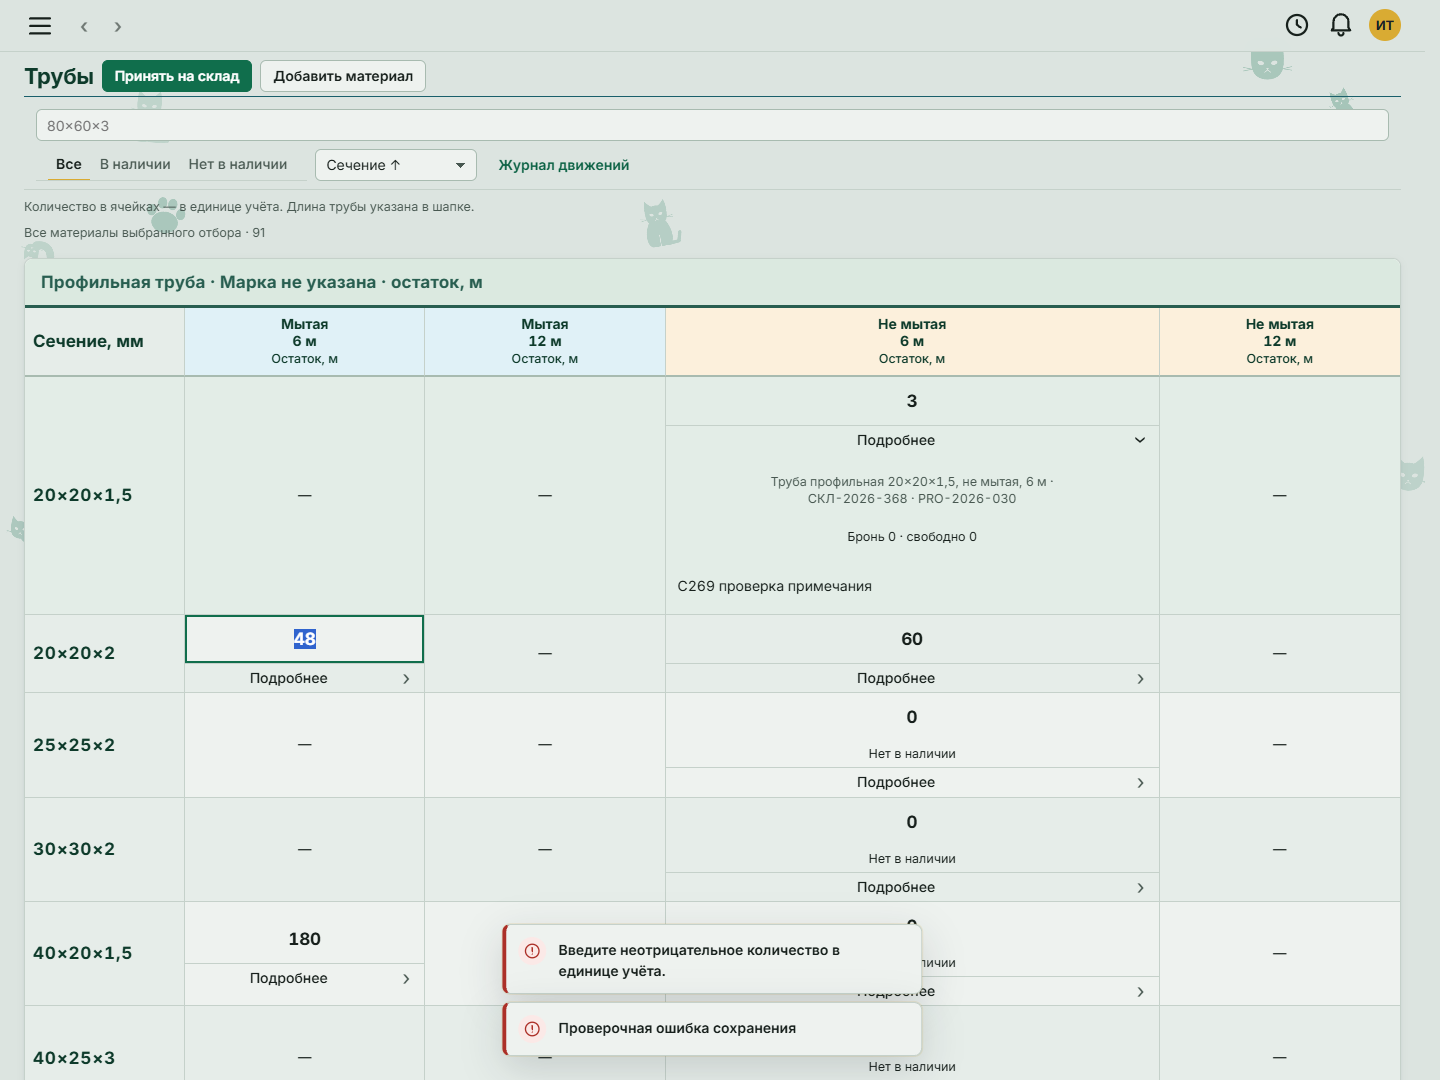 ИТ
Трубы
Принять на склад
Добавить материал
80×60×3
Все
В наличии
Нет в наличии
Сечение ↑
Журнал движений
Количество в ячейках — в единице учёта. Длина трубы указана в шапке.
Все материалы выбранного отбора · 91
Профильная труба · Марка не указана · остаток, м
Сечение, мм
Мытая
6 м
Остаток, м
Мытая
12 м
Остаток, м
Не мытая
6 м
Остаток, м
Не мытая
12 м
Остаток, м
20×20×1,5
—
—
3
Подробнее
Труба профильная 20×20×1,5, не мытая, 6 м ·
СКЛ-2026-368 · PRO-2026-030
Бронь 0 · свободно 0
С269 проверка примечания
—
20×20×2
48
Подробнее
—
60
Подробнее
—
25×25×2
—
—
0
Нет в наличии
Подробнее
—
30×30×2
—
—
0
Нет в наличии
Подробнее
—
40×20×1,5
180
Подробнее
—
Введите неотрицательное количество в
единице учёта.
Проверочная ошибка сохранения
40×25×3
—
—
Нет в наличии